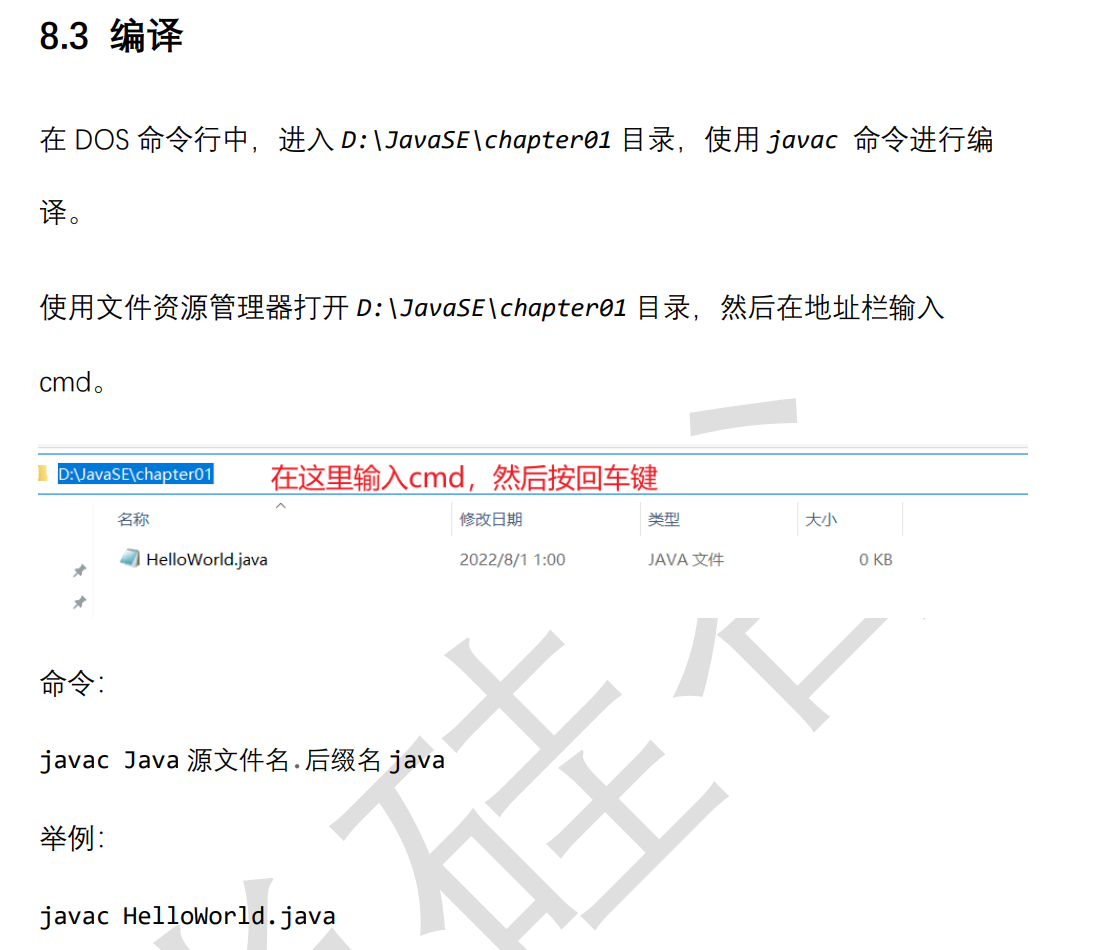 8.3 编译
在 DOS 命令行中，进入 D:\JavaSE\chapter01 目录，使用 javac 命令进行编
译。
使用文件资源管理器打开 D:\JavaSE\chapter01 目录，然后在地址栏输入
cmd。
D:\JavaSE\chapter01 在这里输入cmd，然后按回车键
名称 修改日期 类型 大小
HelloWorld.java 2022/8/1 1:00 JAVA 文件 0 KB
命令：
javac Java 源文件名.后缀名 java
举例：
javac HelloWorld.java
硅